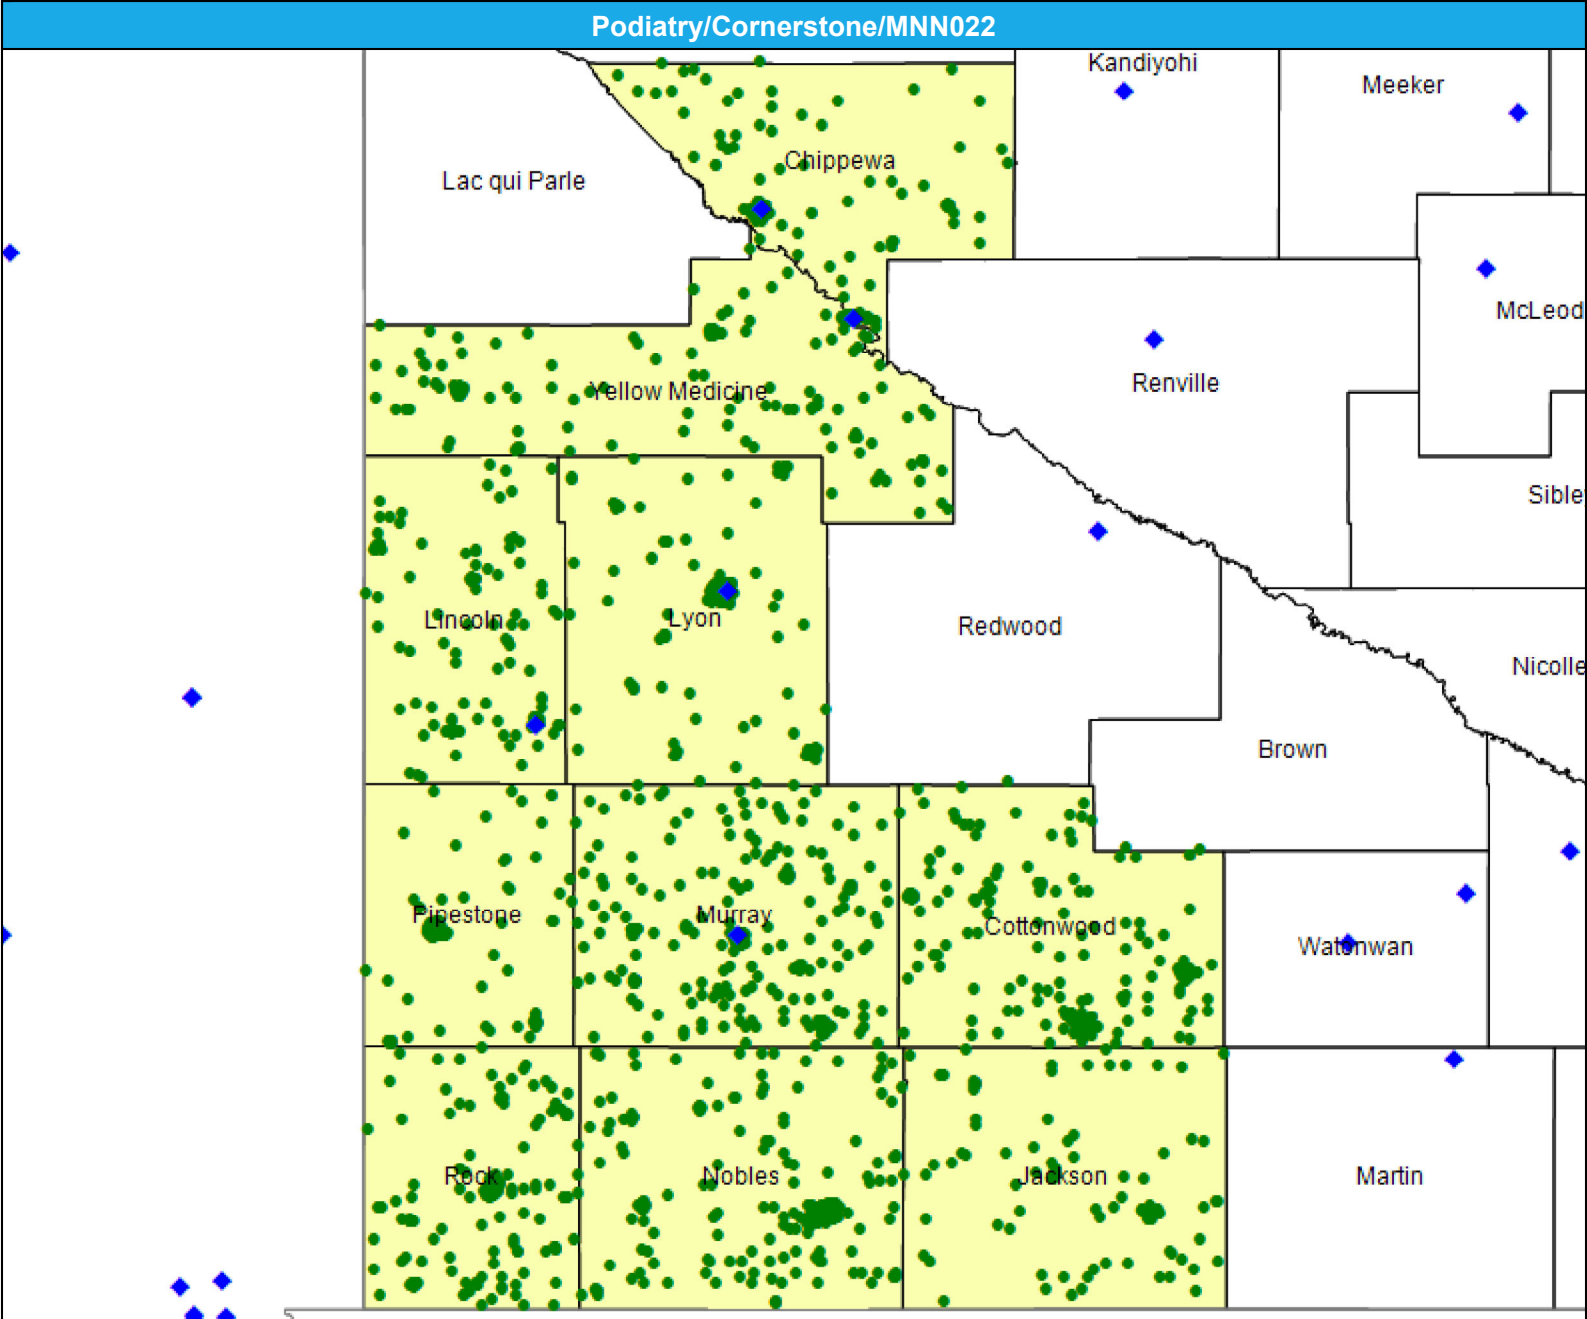 Podiatry/Cornerstone/MNN022
Kandiyohi
Meeker
Chippewa
Lac qui Parle
McLeod
Renville
Yellow Medicine
Sible
Lincoln
Lyon
Redwood
Nicolle
Brown
Pipestone
Murray
Cottonwood
Watonwan
Rock
Nobles
Jackson
Martin